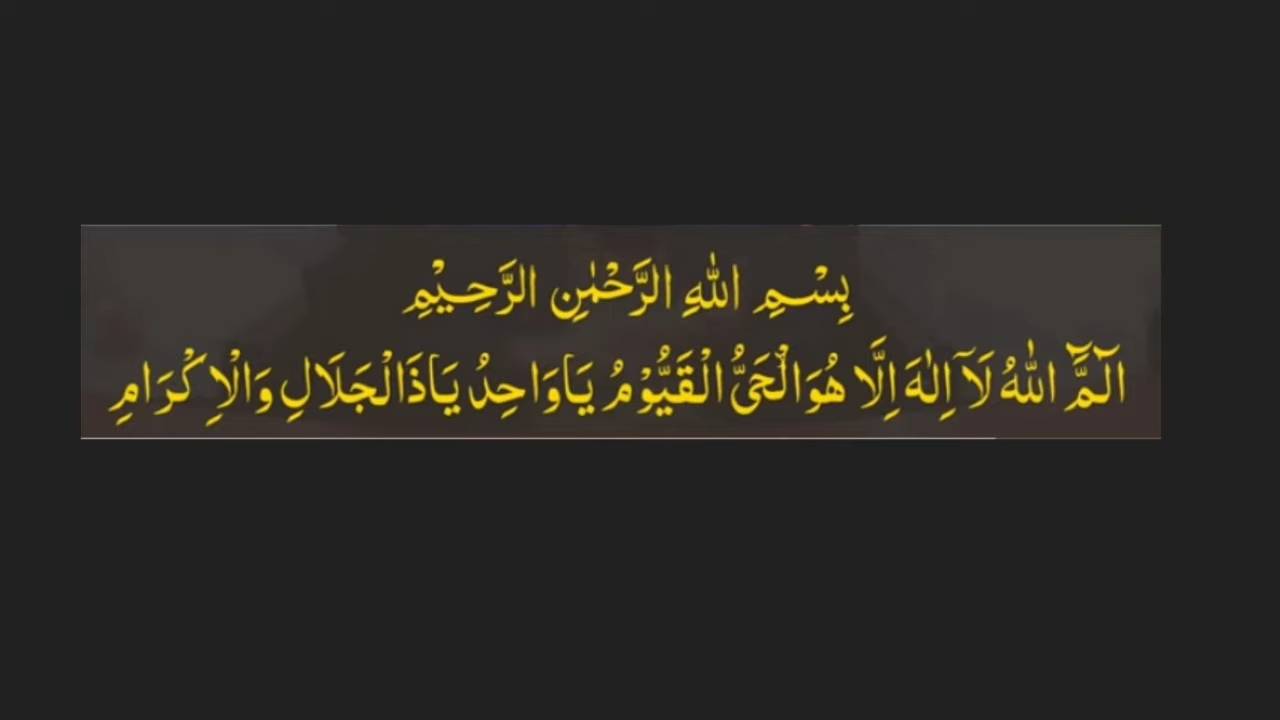 بِسْمِ اللّٰهِ الرَّحْمٰنِ الرَّحِيْمِ
الٓمَّٓ اللّٰهُ لَآ اِلٰهَ اِلَّا هُوَالْحَىُّ الْقَيُّوْمُ يَاوَاحِدُ يَاذَالْجَلَالِ وَالْاِكْرَامِ